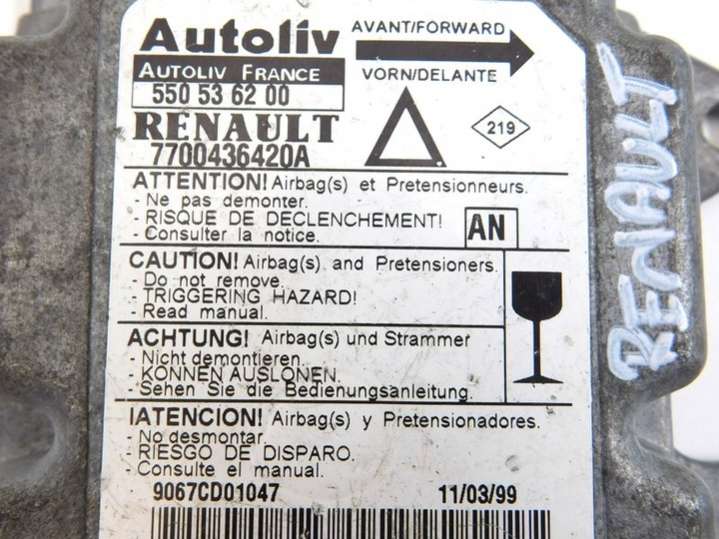 Autoliv
AVANT/FORWARD
AUTOLIV FRANCE
VORN/DELANTE
550 53 62 00
RENAULT
219
7700436420A
ATTENTION! Airbag(s) et Pretensionneurs.
- Ne pas demonter.
- RISQUE DE DECLENCHEMENT!
- Consulter la notice.
AN
CAUTION! Airbag(s) and Pretensioners.
- Do not remove.
- TRIGGERING HAZARD!
- Read manual.
ACHTUNG! Airbag(s) und Strammer
- Nicht demontieren.
- KONNEN AUSLONEN.
- Sehen Sie die Bedienungsanleitung.
IATENCION! Airbag(s) y Pretensionadores.
- No desmontar.
- RIESGO DE DISPARO.
- Consulte el manual.
9067CD01047 11/03/99
RENAULT